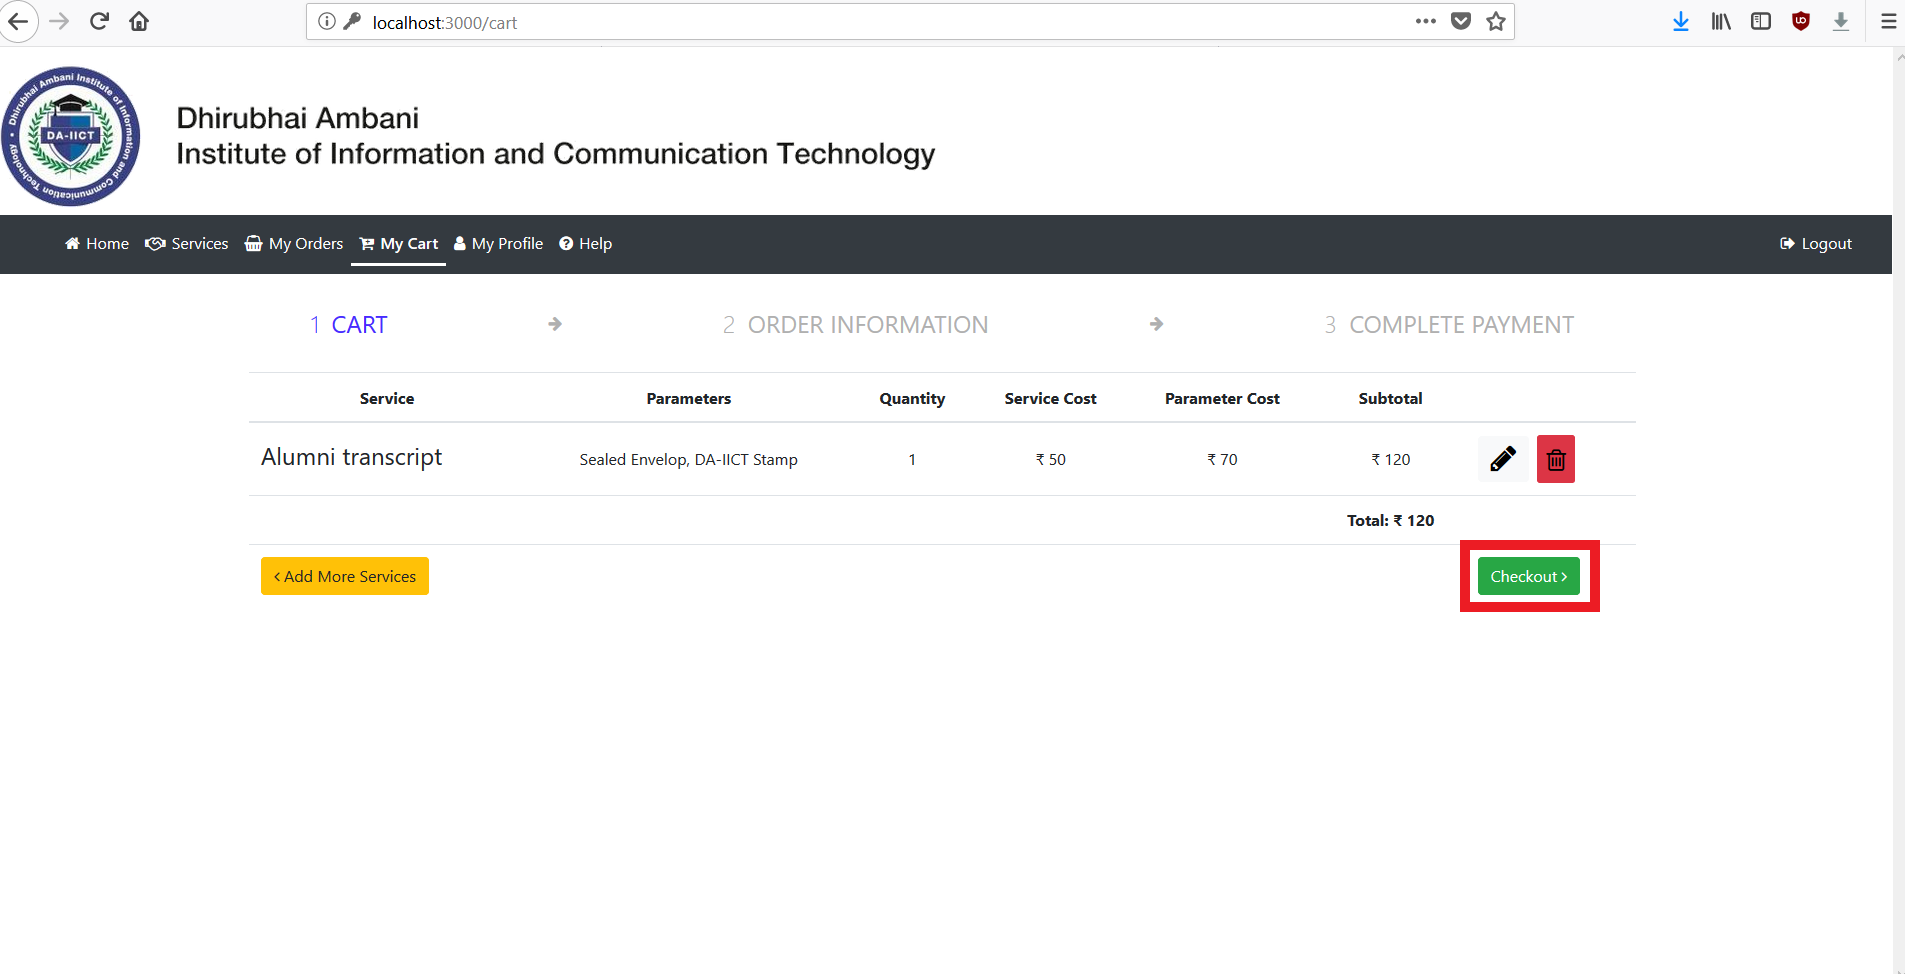 localhost:3000/cart
Dhirubhai Ambani Institute of Information and Communication Technology
DA-IICT
Dhirubhai Ambani
Institute of Information and Communication Technology
Home Services My Orders My Cart My Profile Help Logout
1 CART 2 ORDER INFORMATION 3 COMPLETE PAYMENT
Service Parameters Quantity Service Cost Parameter Cost Subtotal
Alumni transcript Sealed Envelop, DA-IICT Stamp 1 ₹ 50 ₹ 70 ₹ 120
Total: ₹ 120
Add More Services Checkout